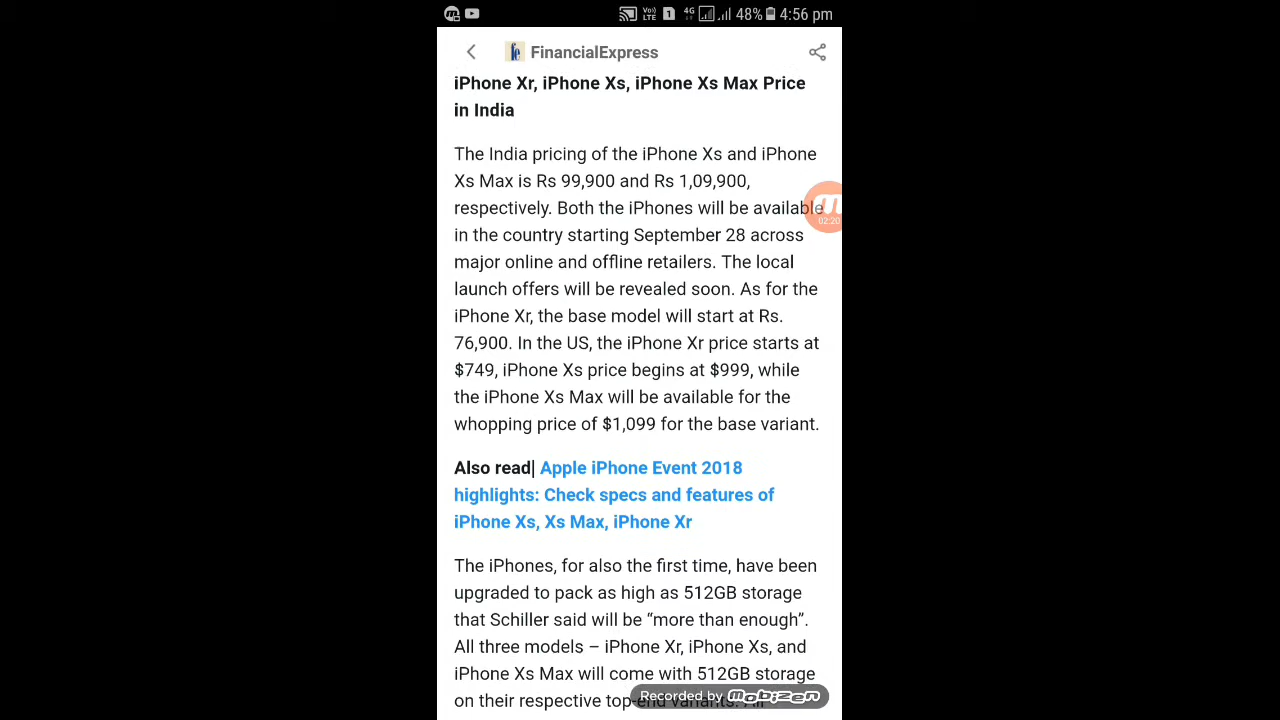 Vo) LTE 1 4G 48% 4:56 pm
fe FinancialExpress
iPhone Xr, iPhone Xs, iPhone Xs Max Price
in India
The India pricing of the iPhone Xs and iPhone
Xs Max is Rs 99,900 and Rs 1,09,900,
respectively. Both the iPhones will be available
in the country starting September 28 across
02:20
major online and offline retailers. The local
launch offers will be revealed soon. As for the
iPhone Xr, the base model will start at Rs.
76,900. In the US, the iPhone Xr price starts at
$749, iPhone Xs price begins at $999, while
the iPhone Xs Max will be available for the
whopping price of $1,099 for the base variant.
Also read| Apple iPhone Event 2018
highlights: Check specs and features of
iPhone Xs, Xs Max, iPhone Xr
The iPhones, for also the first time, have been
upgraded to pack as high as 512GB storage
that Schiller said will be “more than enough”.
All three models – iPhone Xr, iPhone Xs, and
iPhone Xs Max will come with 512GB storage
on their respective top-end variants. All
Recorded by mobizen